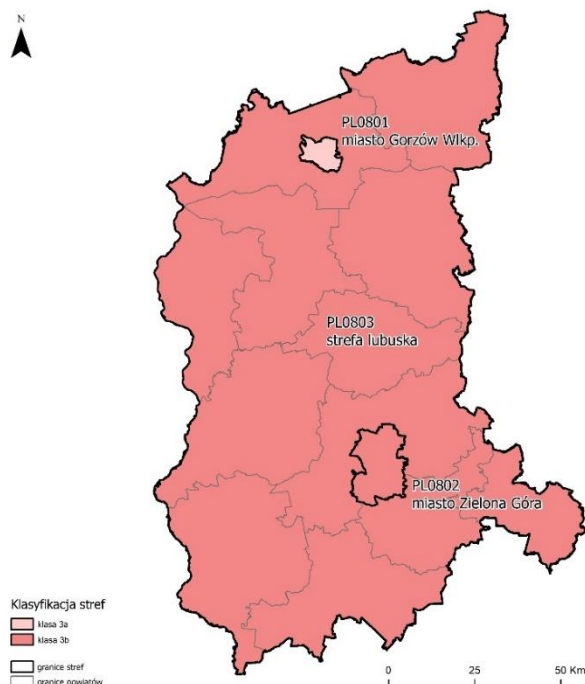 N
PL0801
miasto Gorzów Wlkp.
PL0803
strefa lubuska
PL0802
miasto Zielona Góra
Klasyfikacja stref
klasa 3a
klasa 3b
granice stref
granice powiatów
0 25 50 Km